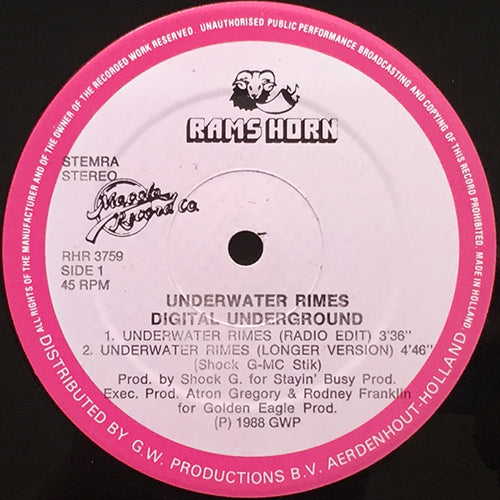 ALL RIGHTS OF THE MANUFACTURER AND OF THE OWNER OF THE RECORDED WORK RESERVED. UNAUTHORISED PUBLIC PERFORMANCE BROADCASTING AND COPYING OF THIS RECORD PROHIBITED. MADE IN HOLLAND
RAMS HORN
STEMRA
STEREO
Macola
Record Co.
RHR 3759
SIDE 1
45 RPM
UNDERWATER RIMES
DIGITAL UNDERGROUND
1. UNDERWATER RIMES (RADIO EDIT) 3'36"
2. UNDERWATER RIMES (LONGER VERSION) 4'46"
(Shock G-MC Stik)
Prod. by Shock G. for Stayin' Busy Prod.
Exec. Prod. Atron Gregory & Rodney Franklin
for Golden Eagle Prod.
(P) 1988 GWP
DISTRIBUTED BY G.W. PRODUCTIONS B.V. AERDENHOUT-HOLLAND